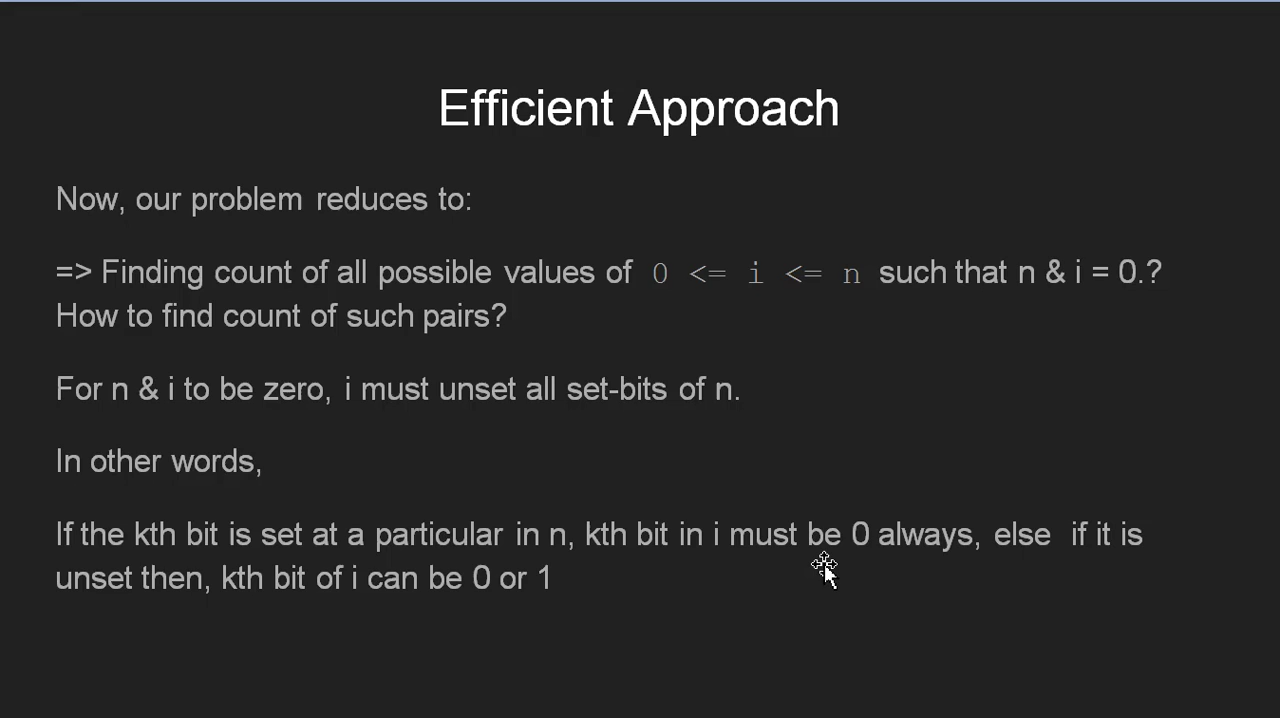 Efficient Approach
Now, our problem reduces to:
=> Finding count of all possible values of 0 <= i <= n such that n & i = 0.?
How to find count of such pairs?
For n & i to be zero, i must unset all set-bits of n.
In other words,
If the kth bit is set at a particular in n, kth bit in i must be 0 always, else if it is
unset then, kth bit of i can be 0 or 1